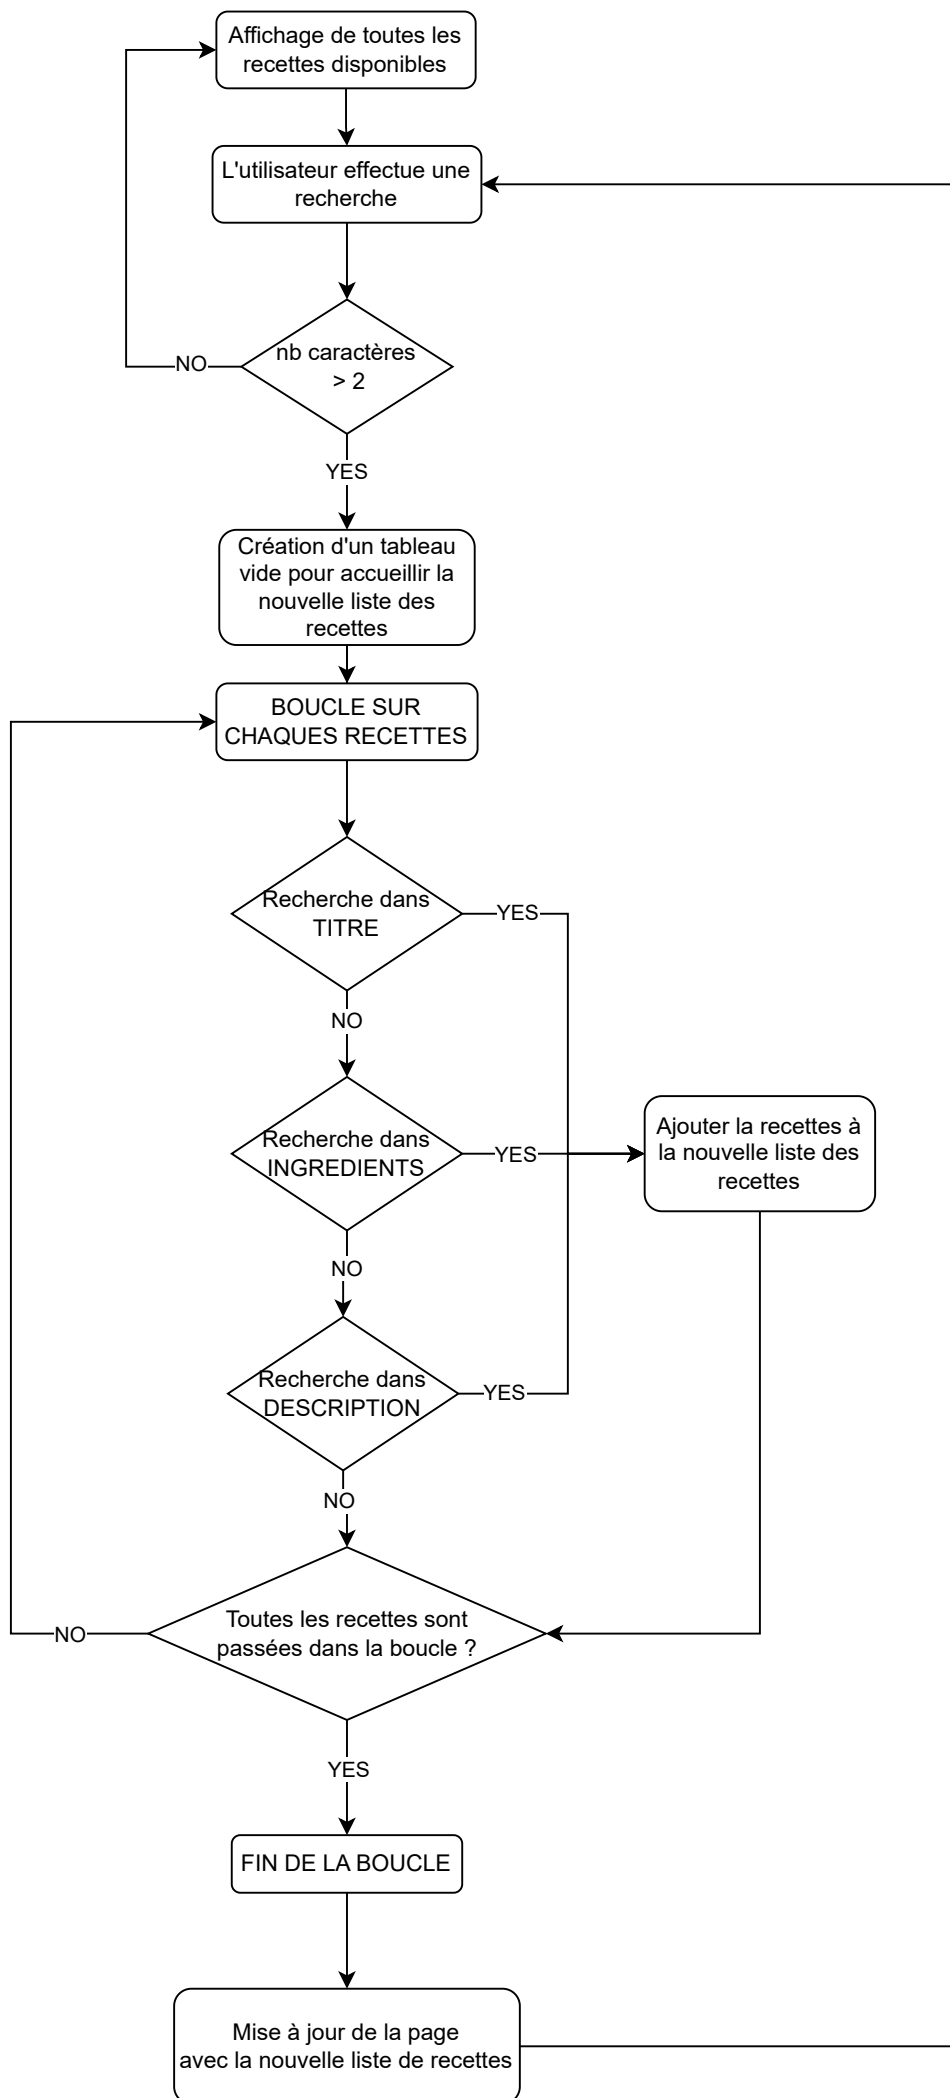 Affichage de toutes les
recettes disponibles
L'utilisateur effectue une
recherche
nb caractères
> 2
NO
YES
Création d'un tableau
vide pour accueillir la
nouvelle liste des
recettes
BOUCLE SUR
CHAQUES RECETTES
Recherche dans
TITRE
YES
NO
Recherche dans
INGREDIENTS
YES
Ajouter la recettes à
la nouvelle liste des
recettes
NO
Recherche dans
DESCRIPTION
YES
NO
Toutes les recettes sont
passées dans la boucle ?
NO
YES
FIN DE LA BOUCLE
Mise à jour de la page
avec la nouvelle liste de recettes